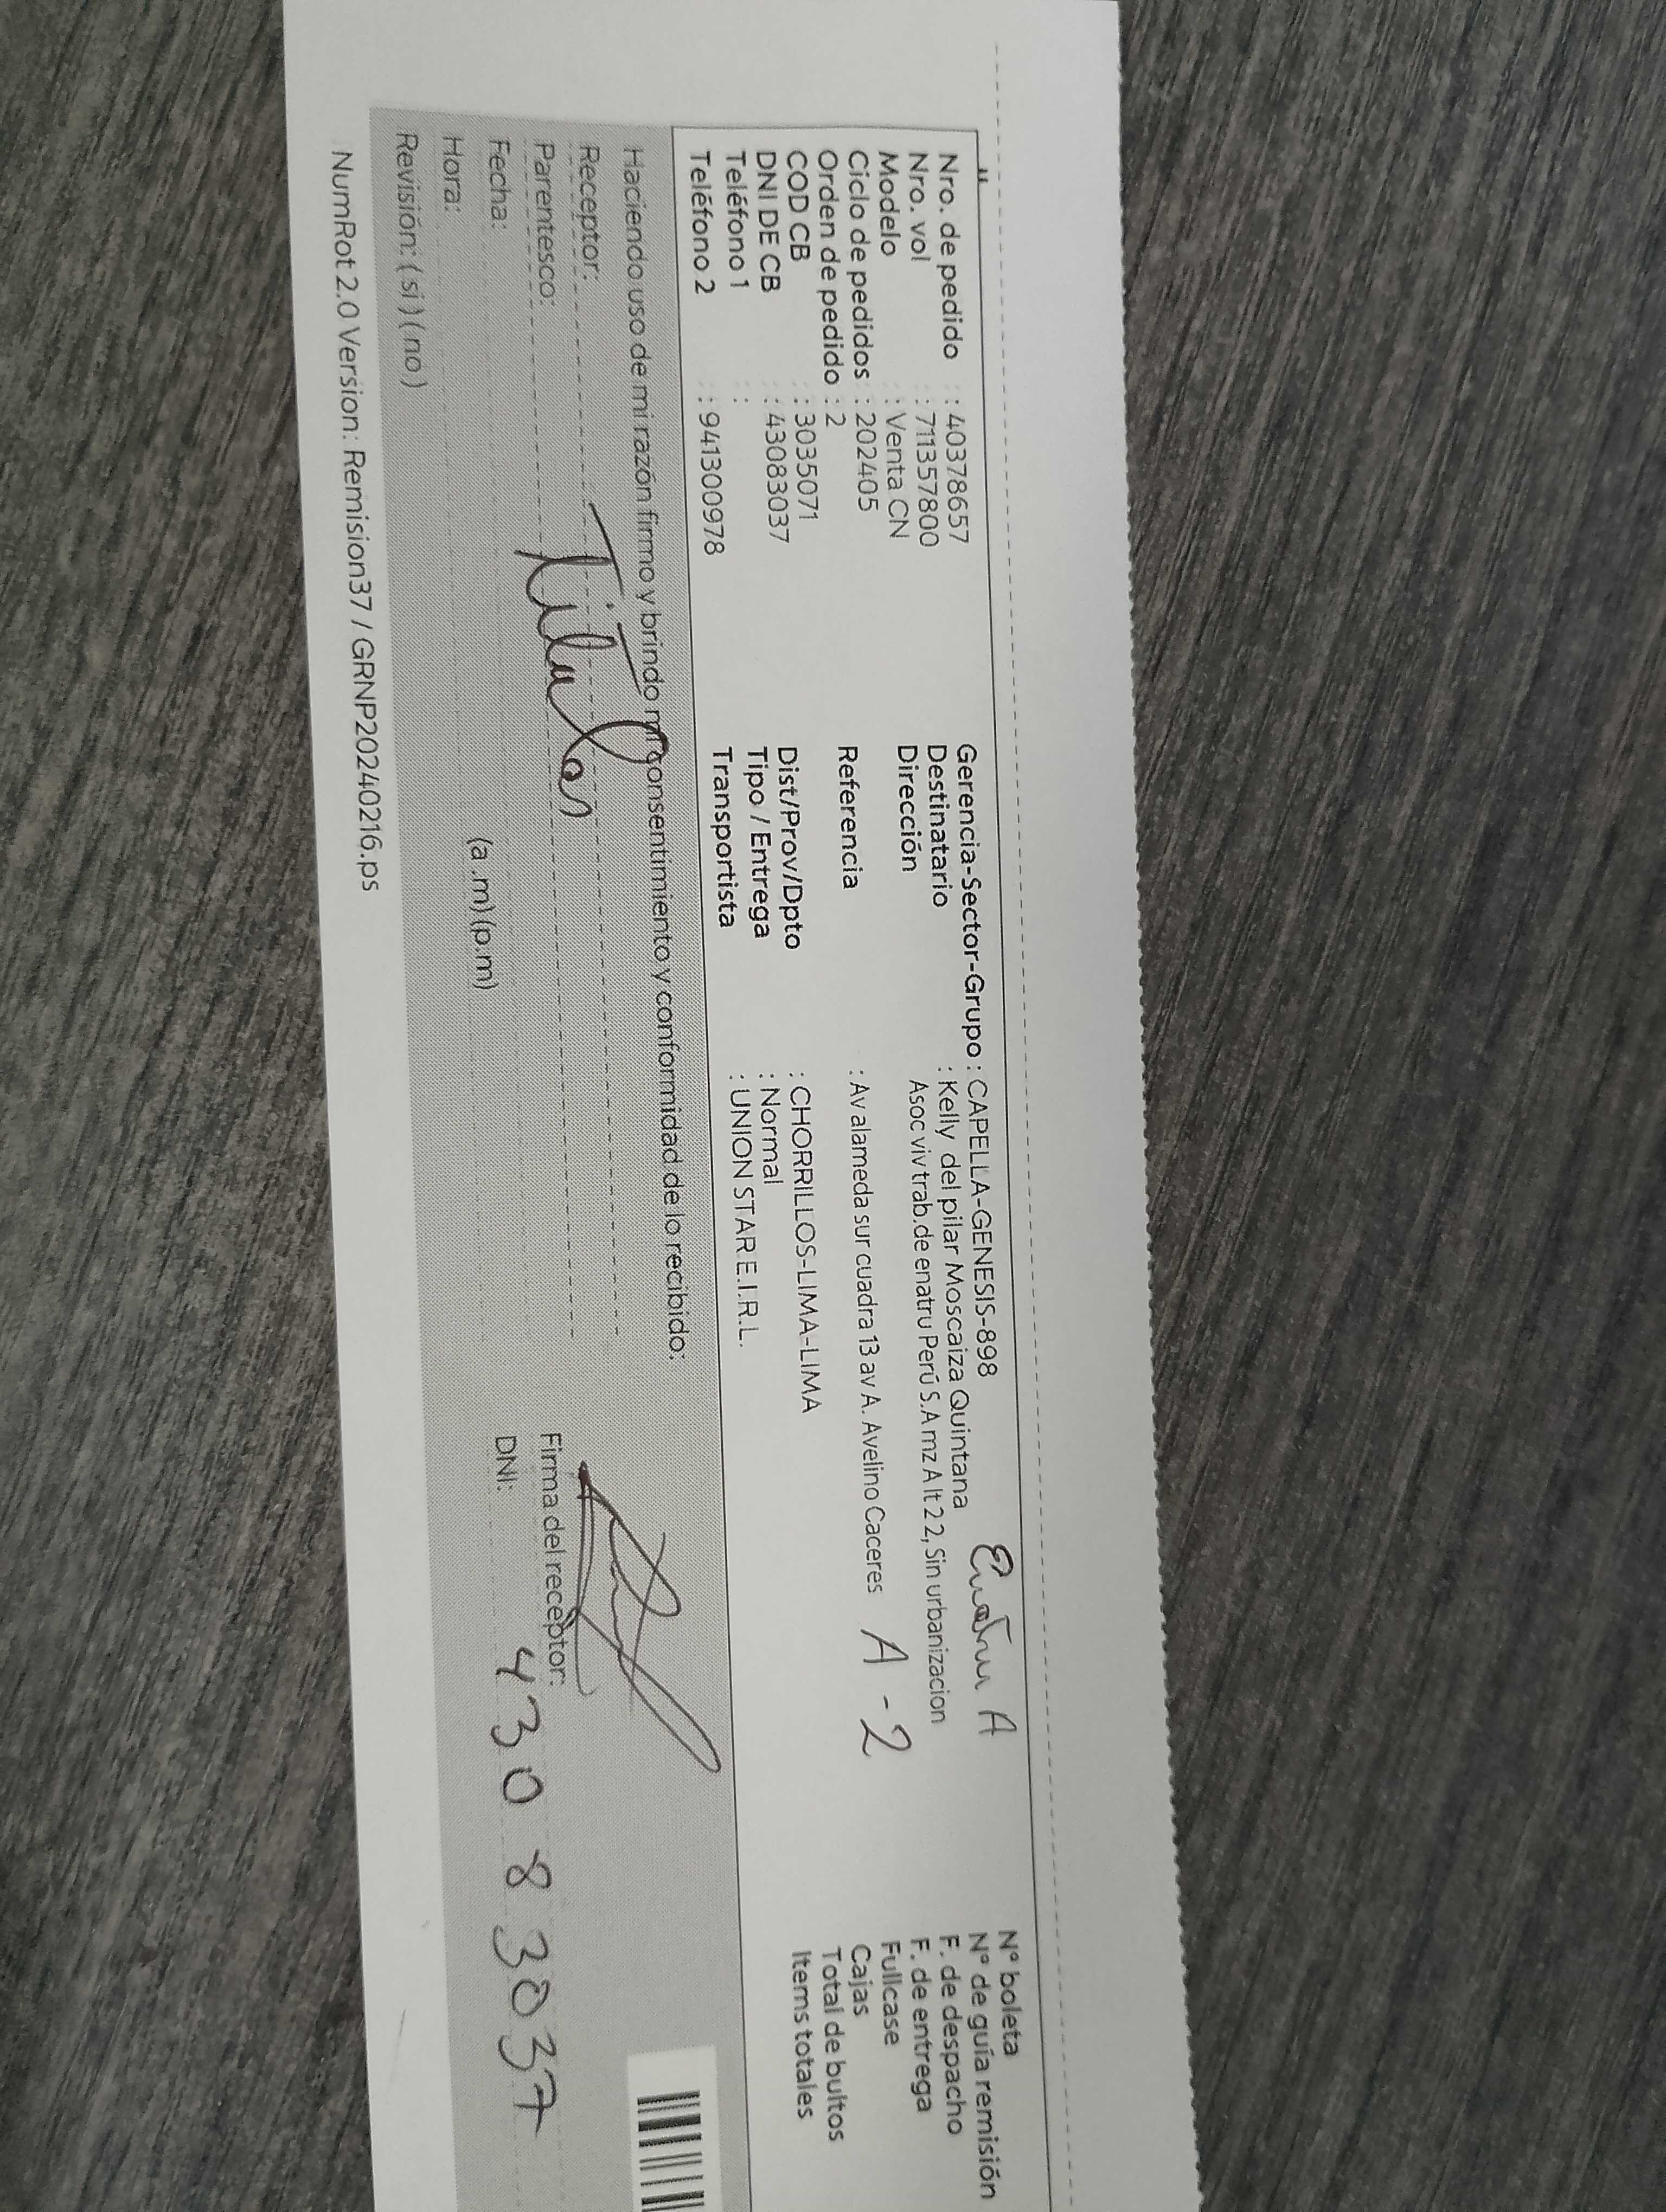 Nro. de pedido : 40378657
Nro. vol : 711357800
Modelo : Venta CN
Ciclo de pedidos : 202405
Orden de pedido : 2
COD CB : 3035071
DNI DE CB : 43083037
Teléfono 1 :
Teléfono 2 : 941300978
Gerencia-Sector-Grupo : CAPELLA-GENESIS-898
Destinatario : Kelly del pilar Moscaiza Quintana
Dirección Asoc viv trab.de enatru Perú S.A mz A lt 2 2, Sin urbanizacion
Enatru A
Referencia : Av alameda sur cuadra 13 av A. Avelino Caceres
A - 2
Dist/Prov/Dpto : CHORRILLOS-LIMA-LIMA
Tipo / Entrega : Normal
Transportista : UNION STAR E.I.R.L.
N° boleta
N° de guía remisión
F. de despacho
F. de entrega
Fullcase
Cajas
Total de bultos
Items totales
Haciendo uso de mi razón firmo y brindo mi consentimiento y conformidad de lo recibido:
Receptor:
Parentesco: Titular
Fecha:
Hora: (a .m) (p.m)
Revisión: ( si ) ( no )
Firma del receptor:
DNI: 43083037
NumRot 2.0 Version: Remision37 / GRNP20240216.ps